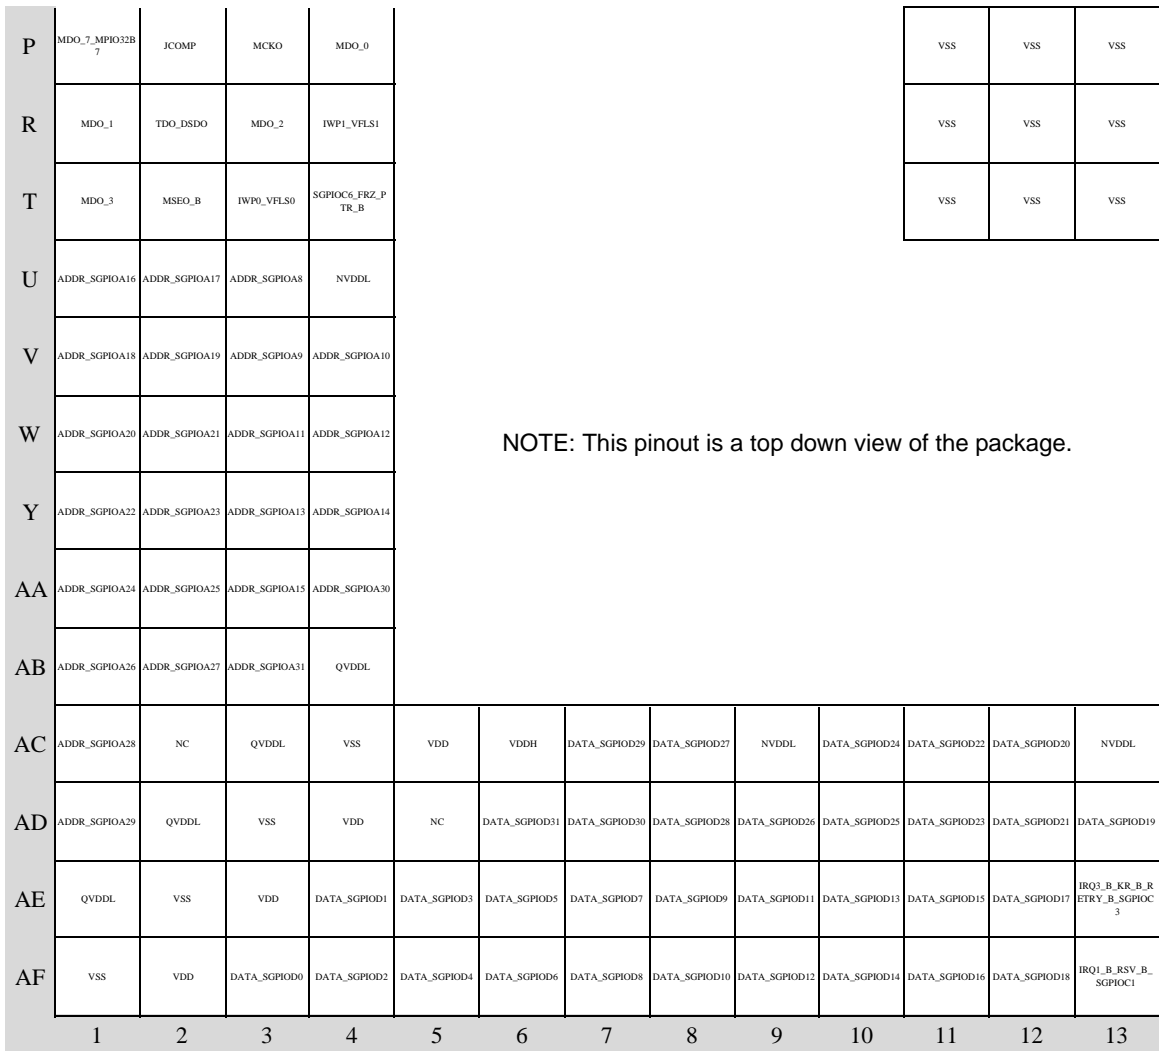 P MDO_7_MPIO32B7 JCOMP MCKO MDO_0 VSS VSS VSS
R MDO_1 TDO_DSDO MDO_2 IWP1_VFLS1 VSS VSS VSS
T MDO_3 MSEO_B IWP0_VFLS0 SGPIOC6_FRZ_PTR_B VSS VSS VSS
U ADDR_SGPIOA16 ADDR_SGPIOA17 ADDR_SGPIOA8 NVDDL
V ADDR_SGPIOA18 ADDR_SGPIOA19 ADDR_SGPIOA9 ADDR_SGPIOA10
W ADDR_SGPIOA20 ADDR_SGPIOA21 ADDR_SGPIOA11 ADDR_SGPIOA12 NOTE: This pinout is a top down view of the package.
Y ADDR_SGPIOA22 ADDR_SGPIOA23 ADDR_SGPIOA13 ADDR_SGPIOA14
AA ADDR_SGPIOA24 ADDR_SGPIOA25 ADDR_SGPIOA15 ADDR_SGPIOA30
AB ADDR_SGPIOA26 ADDR_SGPIOA27 ADDR_SGPIOA31 QVDDL
AC ADDR_SGPIOA28 NC QVDDL VSS VDD VDDH DATA_SGPIOD29 DATA_SGPIOD27 NVDDL DATA_SGPIOD24 DATA_SGPIOD22 DATA_SGPIOD20 NVDDL
AD ADDR_SGPIOA29 QVDDL VSS VDD NC DATA_SGPIOD31 DATA_SGPIOD30 DATA_SGPIOD28 DATA_SGPIOD26 DATA_SGPIOD25 DATA_SGPIOD23 DATA_SGPIOD21 DATA_SGPIOD19
AE QVDDL VSS VDD DATA_SGPIOD1 DATA_SGPIOD3 DATA_SGPIOD5 DATA_SGPIOD7 DATA_SGPIOD9 DATA_SGPIOD11 DATA_SGPIOD13 DATA_SGPIOD15 DATA_SGPIOD17 IRQ3_B_KR_B_RETRY_B_SGPIOC3
AF VSS VDD DATA_SGPIOD0 DATA_SGPIOD2 DATA_SGPIOD4 DATA_SGPIOD6 DATA_SGPIOD8 DATA_SGPIOD10 DATA_SGPIOD12 DATA_SGPIOD14 DATA_SGPIOD16 DATA_SGPIOD18 IRQ1_B_RSV_B_SGPIOC1
1 2 3 4 5 6 7 8 9 10 11 12 13